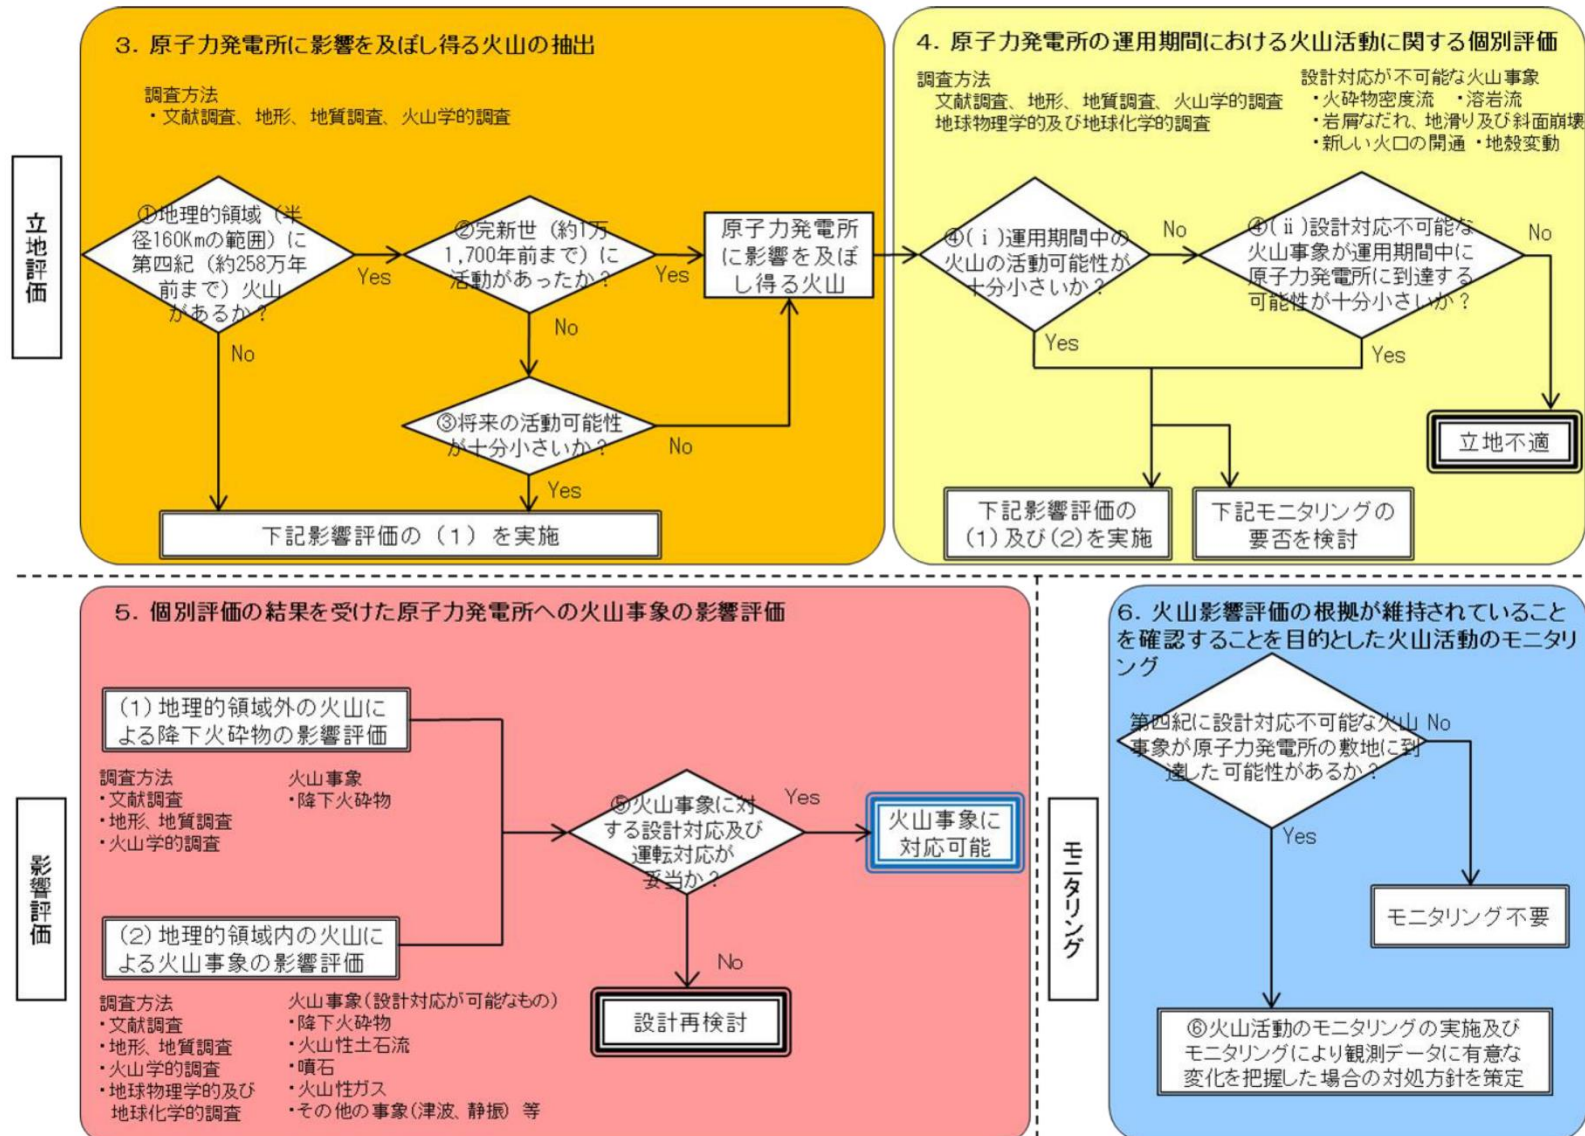 立地評価
3. 原子力発電所に影響を及ぼし得る火山の抽出
調査方法
・文献調査、地形、地質調査、火山学的調査
①地理的領域（半
径160Kmの範囲）に
第四紀（約258万年
前まで）火山
があるか？
Yes
No
②完新世（約1万
1,700年前まで）に
活動があったか？
Yes
No
③将来の活動可能性
が十分小さいか？
No
Yes
原子力発電所
に影響を及ぼ
し得る火山
下記影響評価の（1）を実施
4. 原子力発電所の運用期間における火山活動に関する個別評価
調査方法
文献調査、地形、地質調査、火山学的調査
地球物理学的及び地球化学的調査
設計対応が不可能な火山事象
・火砕物密度流 ・溶岩流
・岩屑なだれ、地滑り及び斜面崩壊
・新しい火口の開通 ・地殻変動
④(ⅰ)運用期間中の
火山の活動可能性が
十分小さいか？
No
Yes
④(ⅱ)設計対応不可能な
火山事象が運用期間中に
原子力発電所に到達する
可能性が十分小さいか？
No
Yes
立地不適
下記影響評価の
(1)及び(2)を実施
下記モニタリングの
要否を検討
影響評価
5. 個別評価の結果を受けた原子力発電所への火山事象の影響評価
(1)地理的領域外の火山に
よる降下火砕物の影響評価
調査方法
・文献調査
・地形、地質調査
・火山学的調査
火山事象
・降下火砕物
(2)地理的領域内の火山に
よる火山事象の影響評価
調査方法
・文献調査
・地形、地質調査
・火山学的調査
・地球物理学的及び
地球化学的調査
火山事象(設計対応が可能なもの)
・降下火砕物
・火山性土石流
・噴石
・火山性ガス
・その他の事象(津波、静振) 等
⑤火山事象に対
する設計対応及び
運転対応が
妥当か？
Yes
No
火山事象に
対応可能
設計再検討
モニタリング
6. 火山影響評価の根拠が維持されていること
を確認することを目的とした火山活動のモニタリ
ング
第四紀に設計対応不可能な火山
事象が原子力発電所の敷地に到
達した可能性があるか？
No
Yes
モニタリング不要
⑥火山活動のモニタリングの実施及び
モニタリングにより観測データに有意な
変化を把握した場合の対処方針を策定